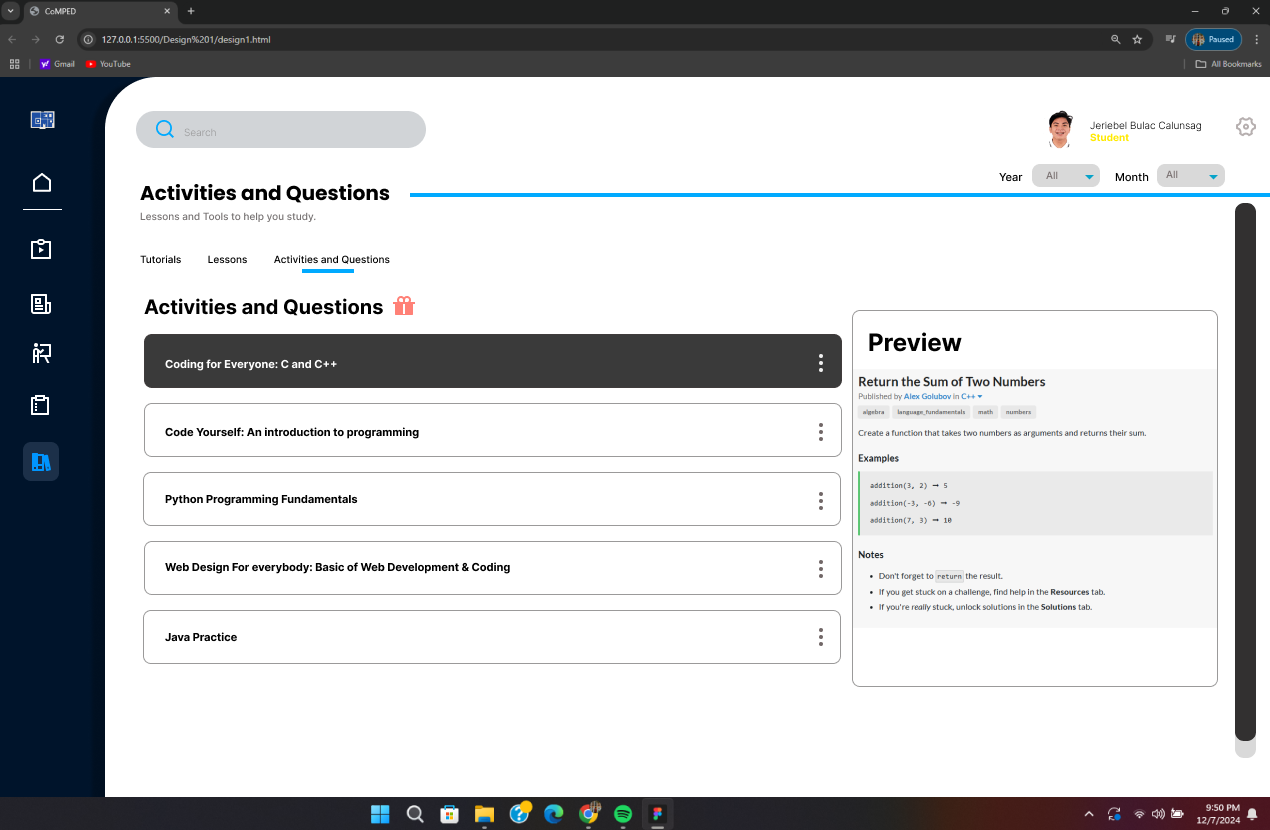 CoMPED
127.0.0.1:5500/Design%201/design1.html
Paused
Gmail
YouTube
All Bookmarks
Search
Jeriebel Bulac Calunsag
Student
Year
All
Month
All
Activities and Questions
Lessons and Tools to help you study.
Tutorials
Lessons
Activities and Questions
Activities and Questions
Coding for Everyone: C and C++
Code Yourself: An introduction to programming
Python Programming Fundamentals
Web Design For everybody: Basic of Web Development & Coding
Java Practice
Preview
Return the Sum of Two Numbers
Published by Alex Golubov in C++
algebra language_fundamentals math numbers
Create a function that takes two numbers as arguments and returns their sum.
Examples
addition(3, 2) ➞ 5
addition(-3, -6) ➞ -9
addition(7, 3) ➞ 10
Notes
• Don't forget to return the result.
• If you get stuck on a challenge, find help in the Resources tab.
• If you're really stuck, unlock solutions in the Solutions tab.
9:50 PM
12/7/2024